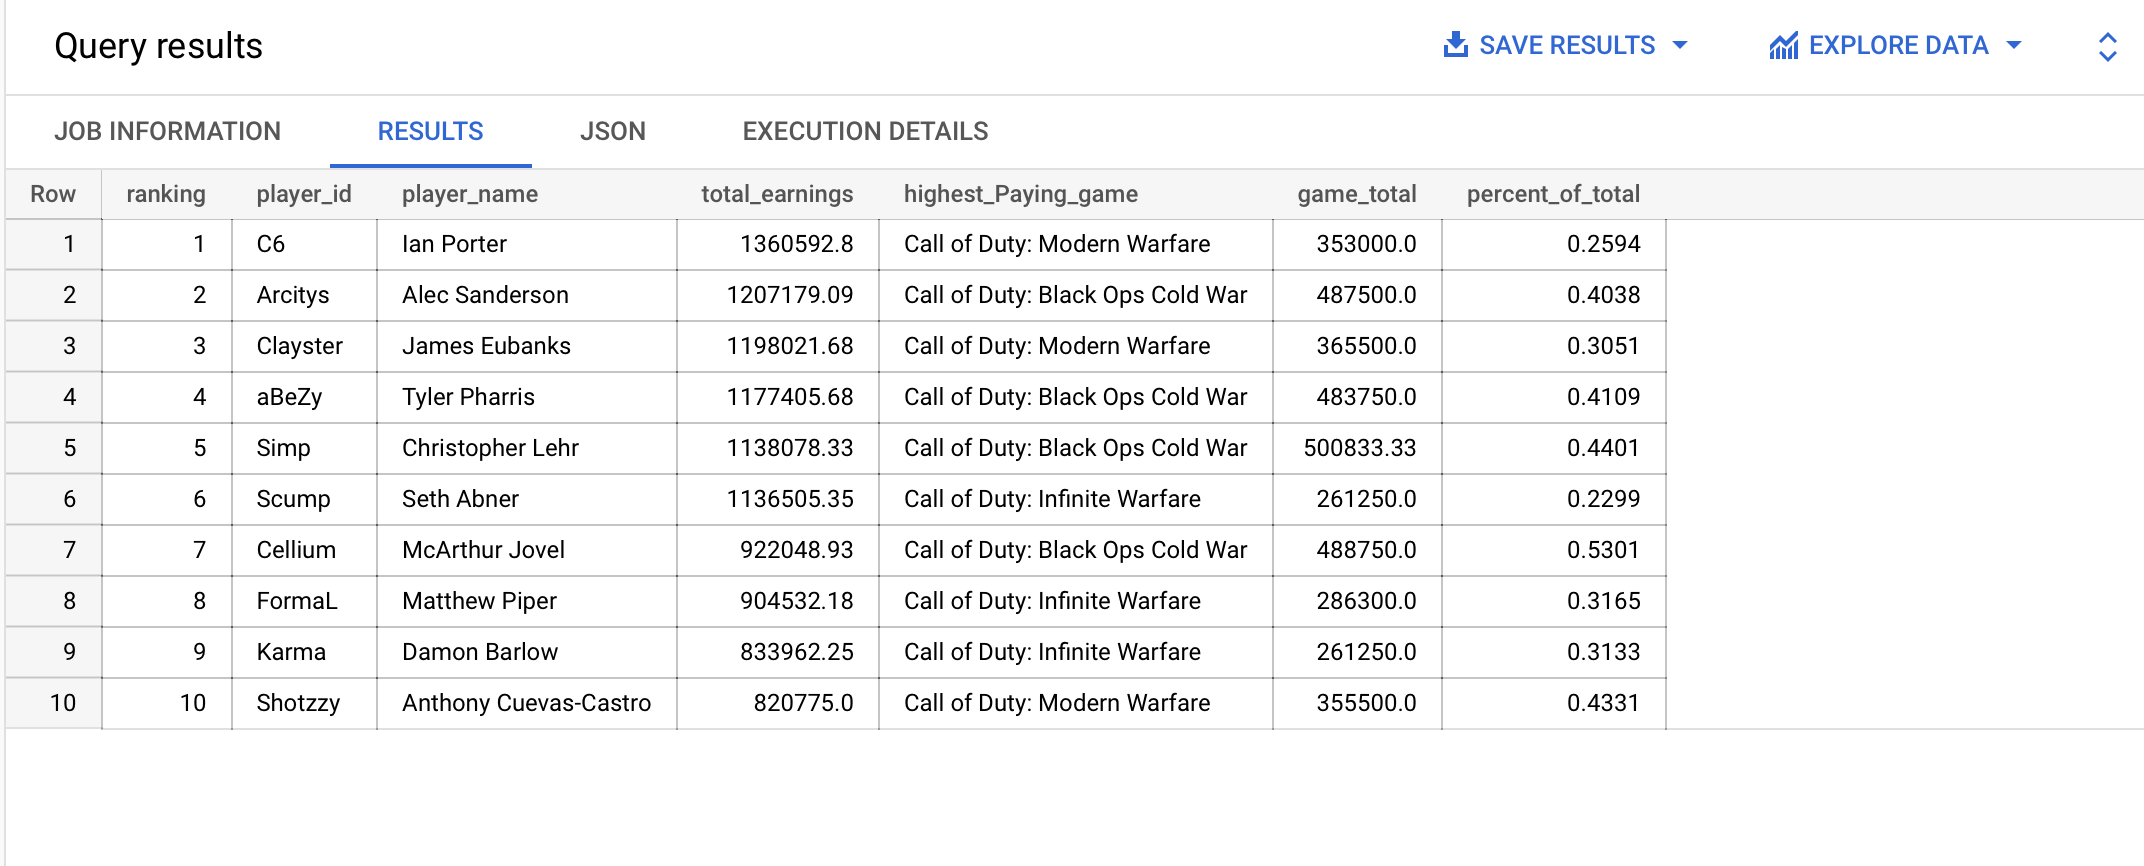 Query results
SAVE RESULTS EXPLORE DATA
JOB INFORMATION RESULTS JSON EXECUTION DETAILS
Row ranking player_id player_name total_earnings highest_Paying_game game_total percent_of_total
1 1 C6 Ian Porter 1360592.8 Call of Duty: Modern Warfare 353000.0 0.2594
2 2 Arcitys Alec Sanderson 1207179.09 Call of Duty: Black Ops Cold War 487500.0 0.4038
3 3 Clayster James Eubanks 1198021.68 Call of Duty: Modern Warfare 365500.0 0.3051
4 4 aBeZy Tyler Pharris 1177405.68 Call of Duty: Black Ops Cold War 483750.0 0.4109
5 5 Simp Christopher Lehr 1138078.33 Call of Duty: Black Ops Cold War 500833.33 0.4401
6 6 Scump Seth Abner 1136505.35 Call of Duty: Infinite Warfare 261250.0 0.2299
7 7 Cellium McArthur Jovel 922048.93 Call of Duty: Black Ops Cold War 488750.0 0.5301
8 8 FormaL Matthew Piper 904532.18 Call of Duty: Infinite Warfare 286300.0 0.3165
9 9 Karma Damon Barlow 833962.25 Call of Duty: Infinite Warfare 261250.0 0.3133
10 10 Shotzzy Anthony Cuevas-Castro 820775.0 Call of Duty: Modern Warfare 355500.0 0.4331